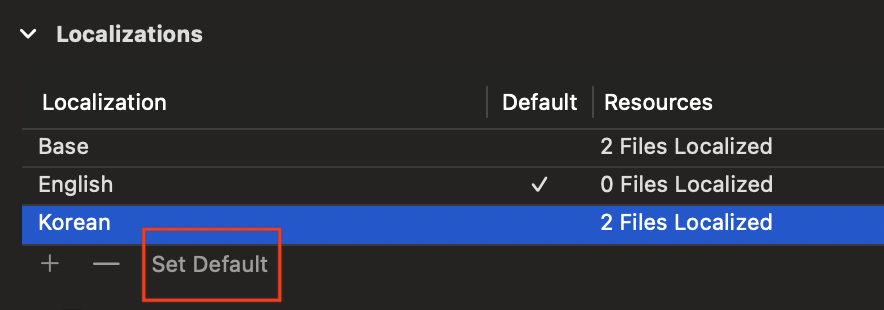 Localizations
Localization Default Resources
Base 2 Files Localized
English ✓ 0 Files Localized
Korean 2 Files Localized
+ — Set Default